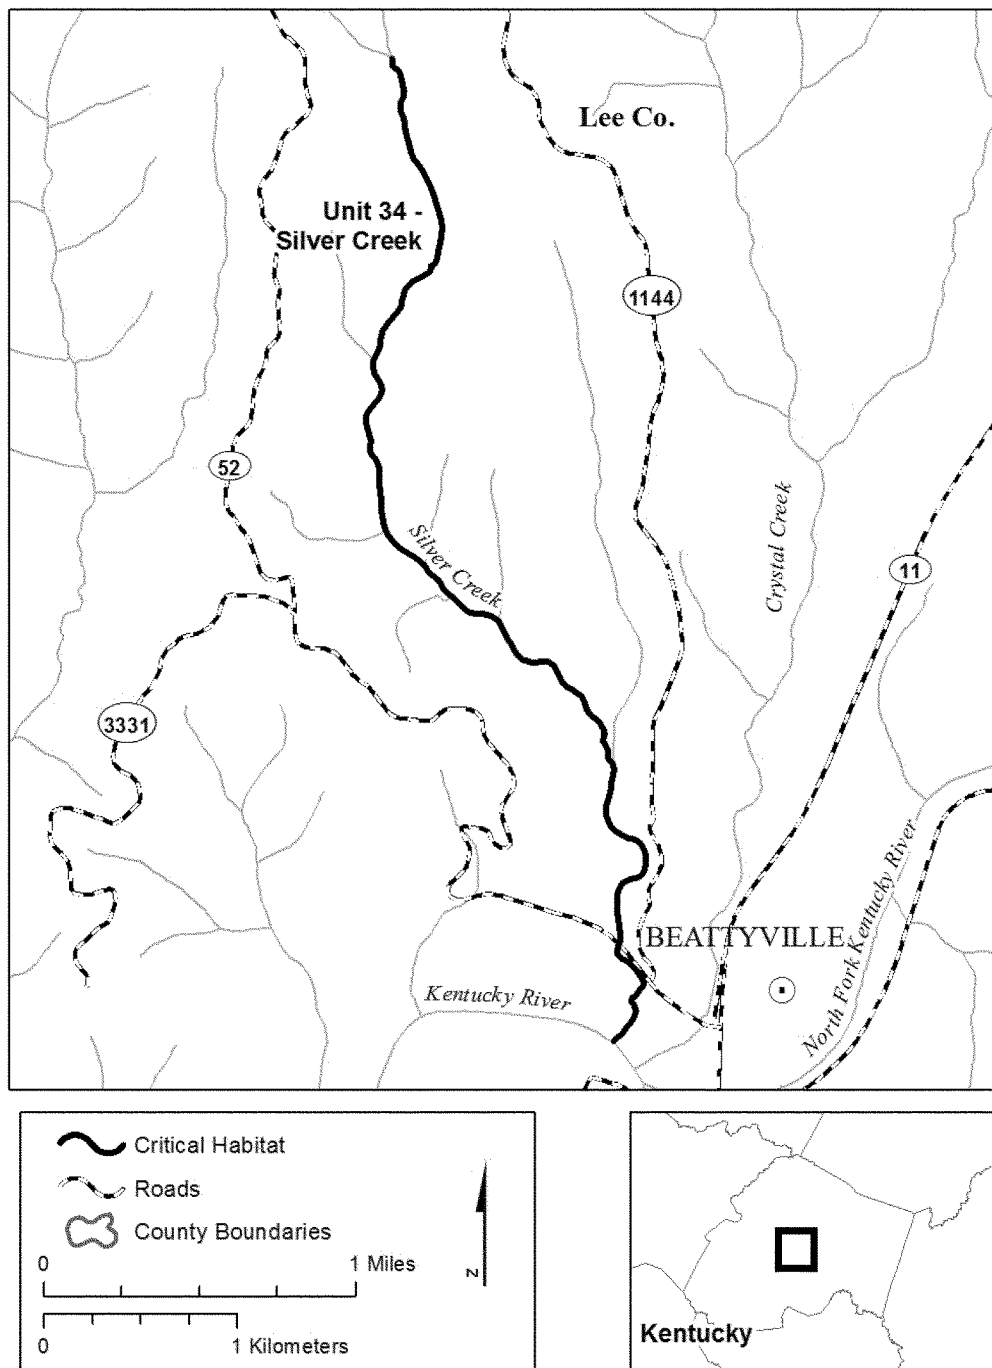 Lee Co.
Unit 34 -
Silver Creek
1144
52
Silver Creek
Crystal Creek
11
3331
BEATTYVILLE
North Fork Kentucky River
Kentucky River
Critical Habitat
Roads
County Boundaries
0 1 Miles
0 1 Kilometers
N
Kentucky